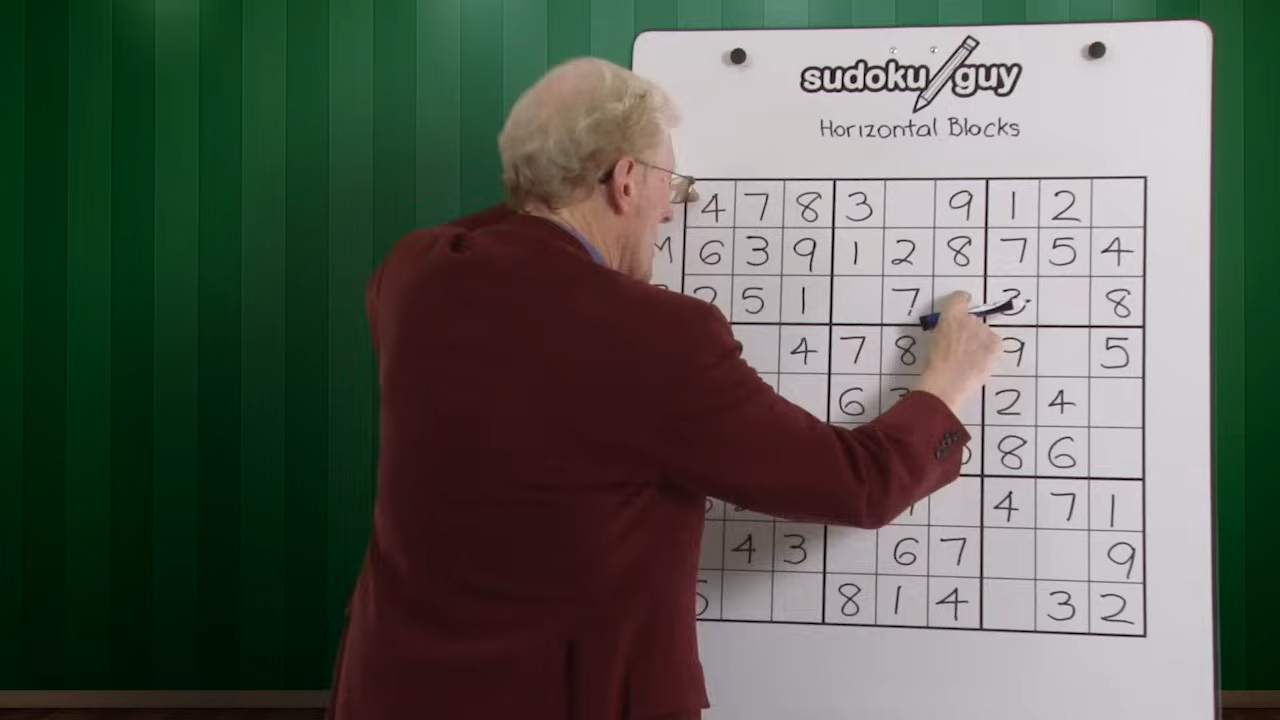 sudoku guy
Horizontal Blocks
4 7 8 3 9 1 2
M 6 3 9 1 2 8 7 5 4
2 5 1 7 3 8
4 7 8 9 5
6 3 2 4
8 6
4 7 1
4 3 6 7 9
5 8 1 4 3 2